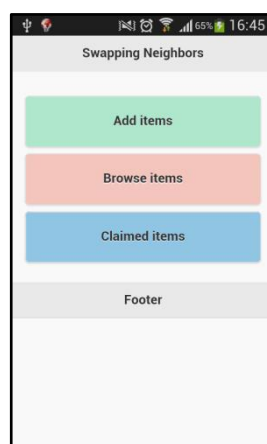 65% 16:45
Swapping Neighbors
Add items
Browse items
Claimed items
Footer